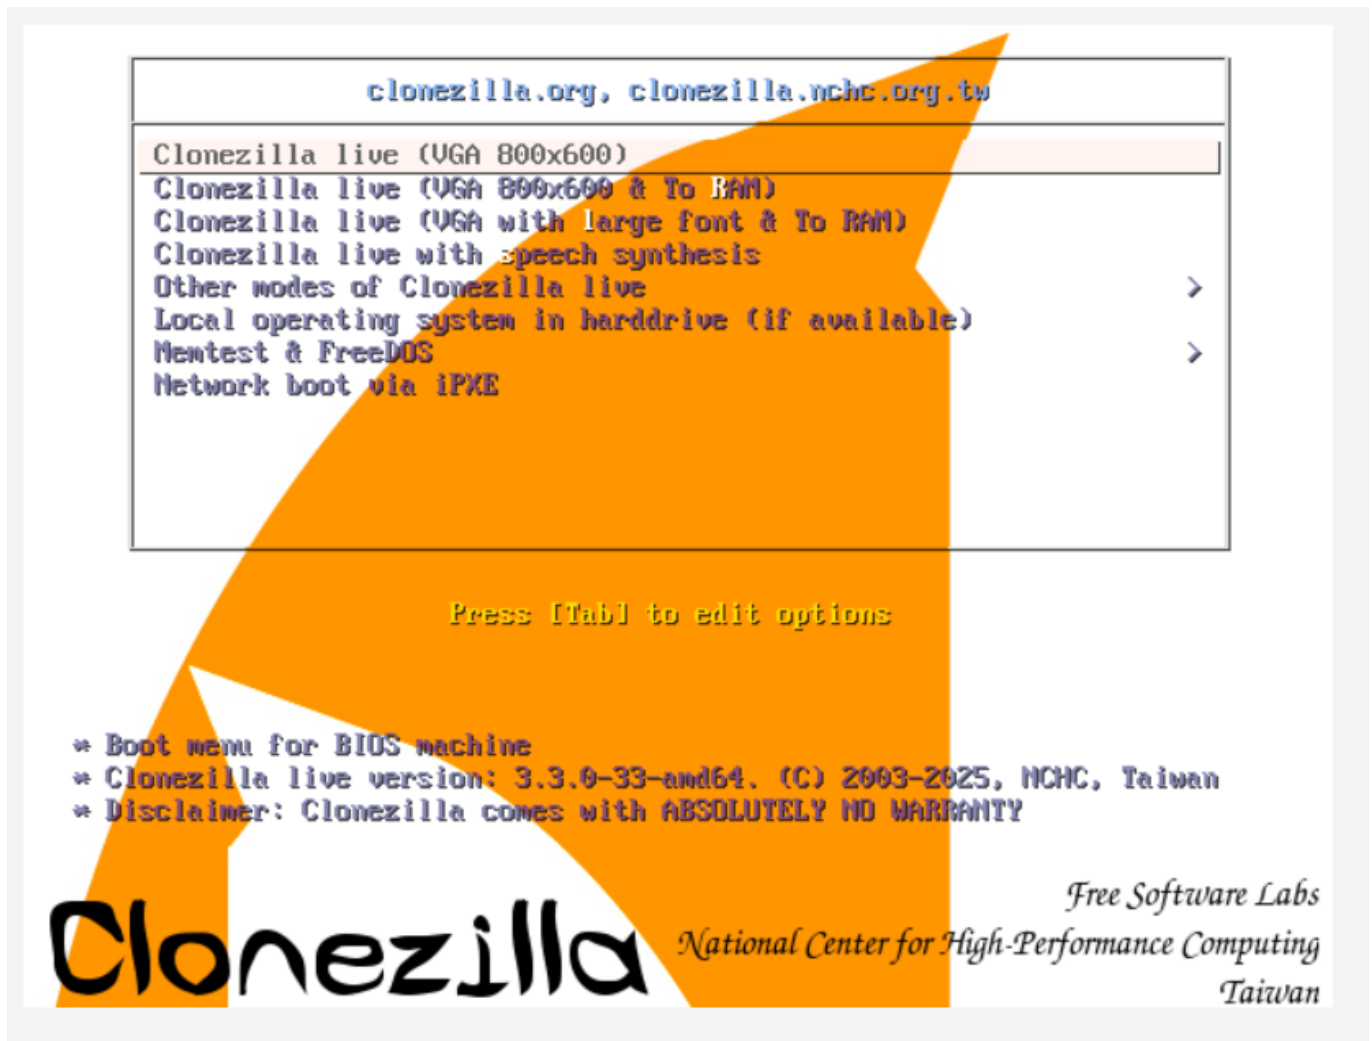 clonezilla.org, clonezilla.nchc.org.tw
Clonezilla live (VGA 800x600)
Clonezilla live (VGA 800x600 & To RAM)
Clonezilla live (VGA with large font & To RAM)
Clonezilla live with speech synthesis
Other modes of Clonezilla live >
Local operating system in harddrive (if available)
Memtest & FreeDOS >
Network boot via iPXE
Press [Tab] to edit options
* Boot menu for BIOS machine
* Clonezilla live version: 3.3.0-33-amd64. (C) 2003-2025, NCHC, Taiwan
* Disclaimer: Clonezilla comes with ABSOLUTELY NO WARRANTY
Free Software Labs
Clonezilla National Center for High-Performance Computing
Taiwan